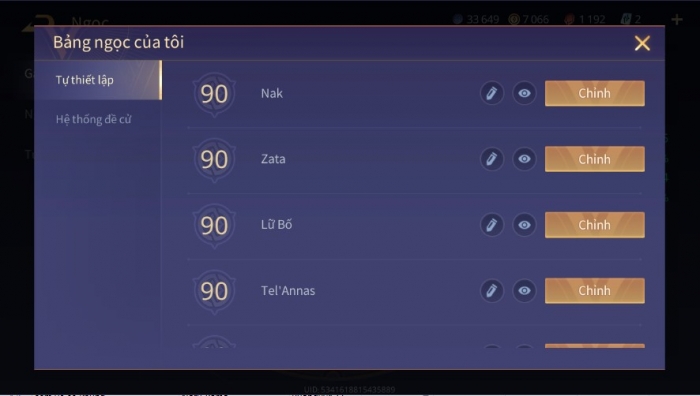 Ngọc
33 649
7 066
1 192
2
Bảng ngọc của tôi
Tự thiết lập
Hệ thống đề cử
90
Nak
Chỉnh
90
Zata
Chỉnh
90
Lữ Bố
Chỉnh
90
Tel'Annas
Chỉnh
UID 5341618815435889